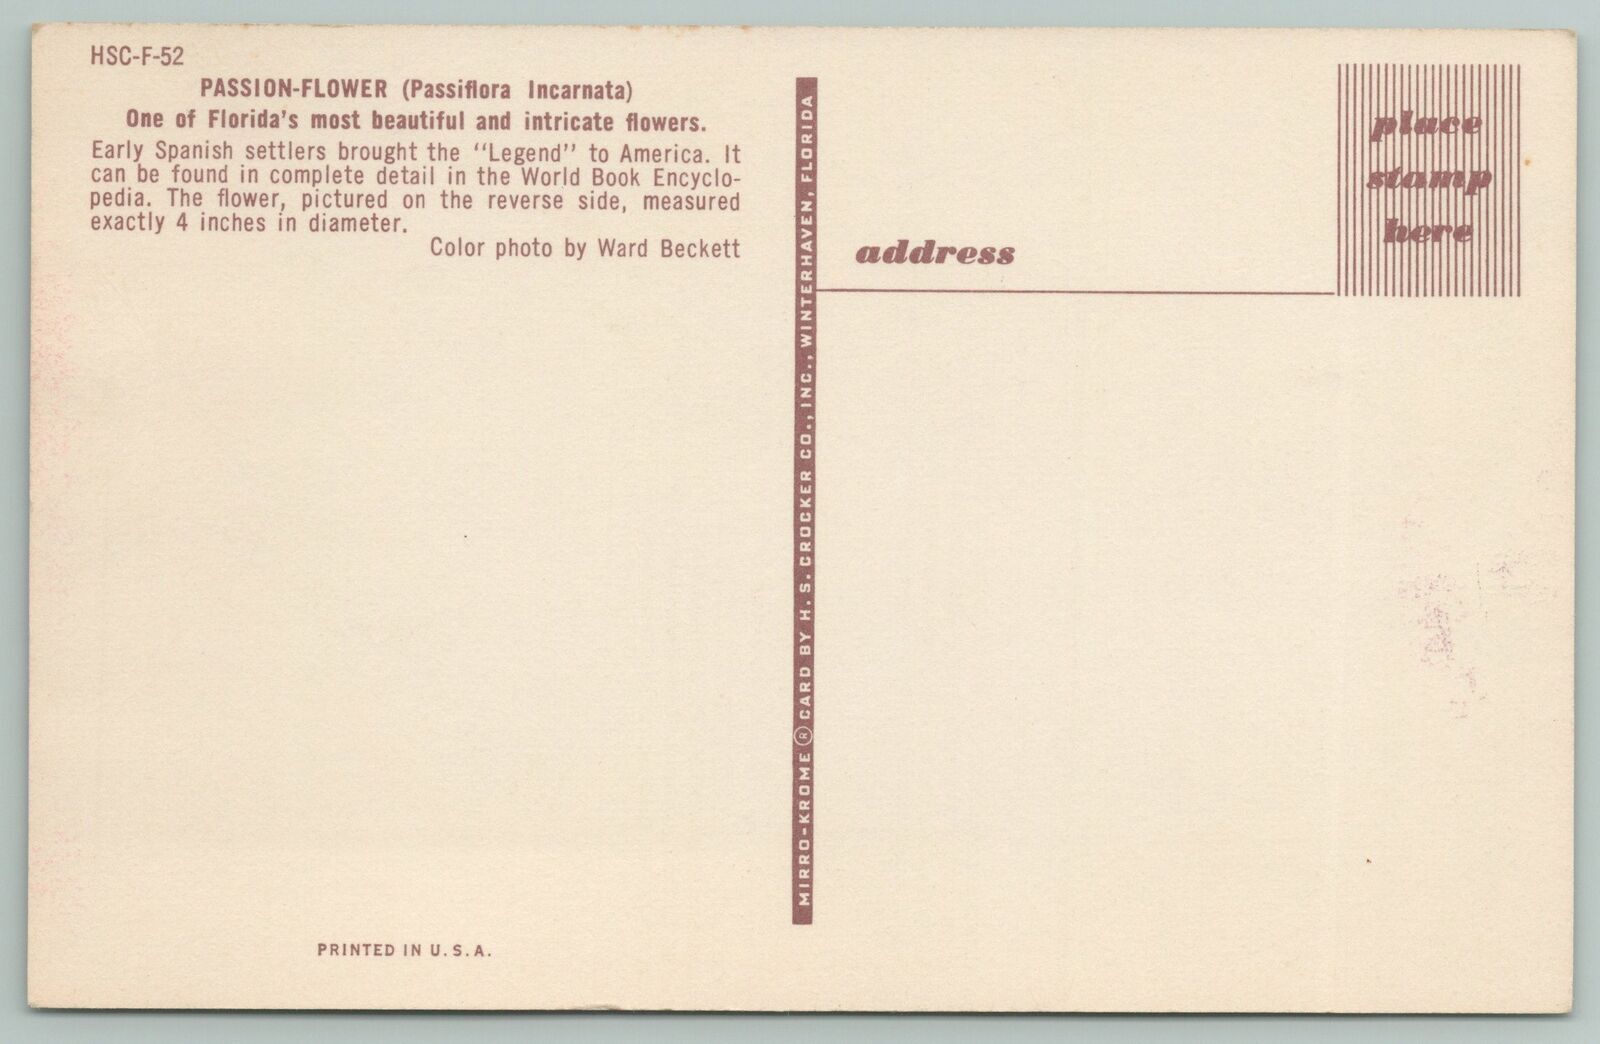 HSC-F-52
PASSION-FLOWER (Passiflora Incarnata)
One of Florida's most beautiful and intricate flowers.
Early Spanish settlers brought the "Legend" to America. It
can be found in complete detail in the World Book Encyclo-
pedia. The flower, pictured on the reverse side, measured
exactly 4 inches in diameter.
Color photo by Ward Beckett
PRINTED IN U.S.A.
MIRRO-KROME ® CARD BY H. S. CROCKER CO., INC., WINTERHAVEN, FLORIDA
address
place
stamp
here